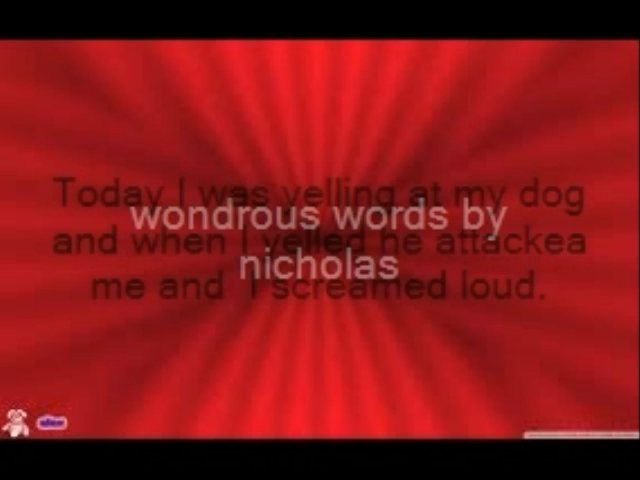 Today I was yelling at my dog
wondrous words by
and when I yelled he attackea
nicholas
me and I screamed loud.